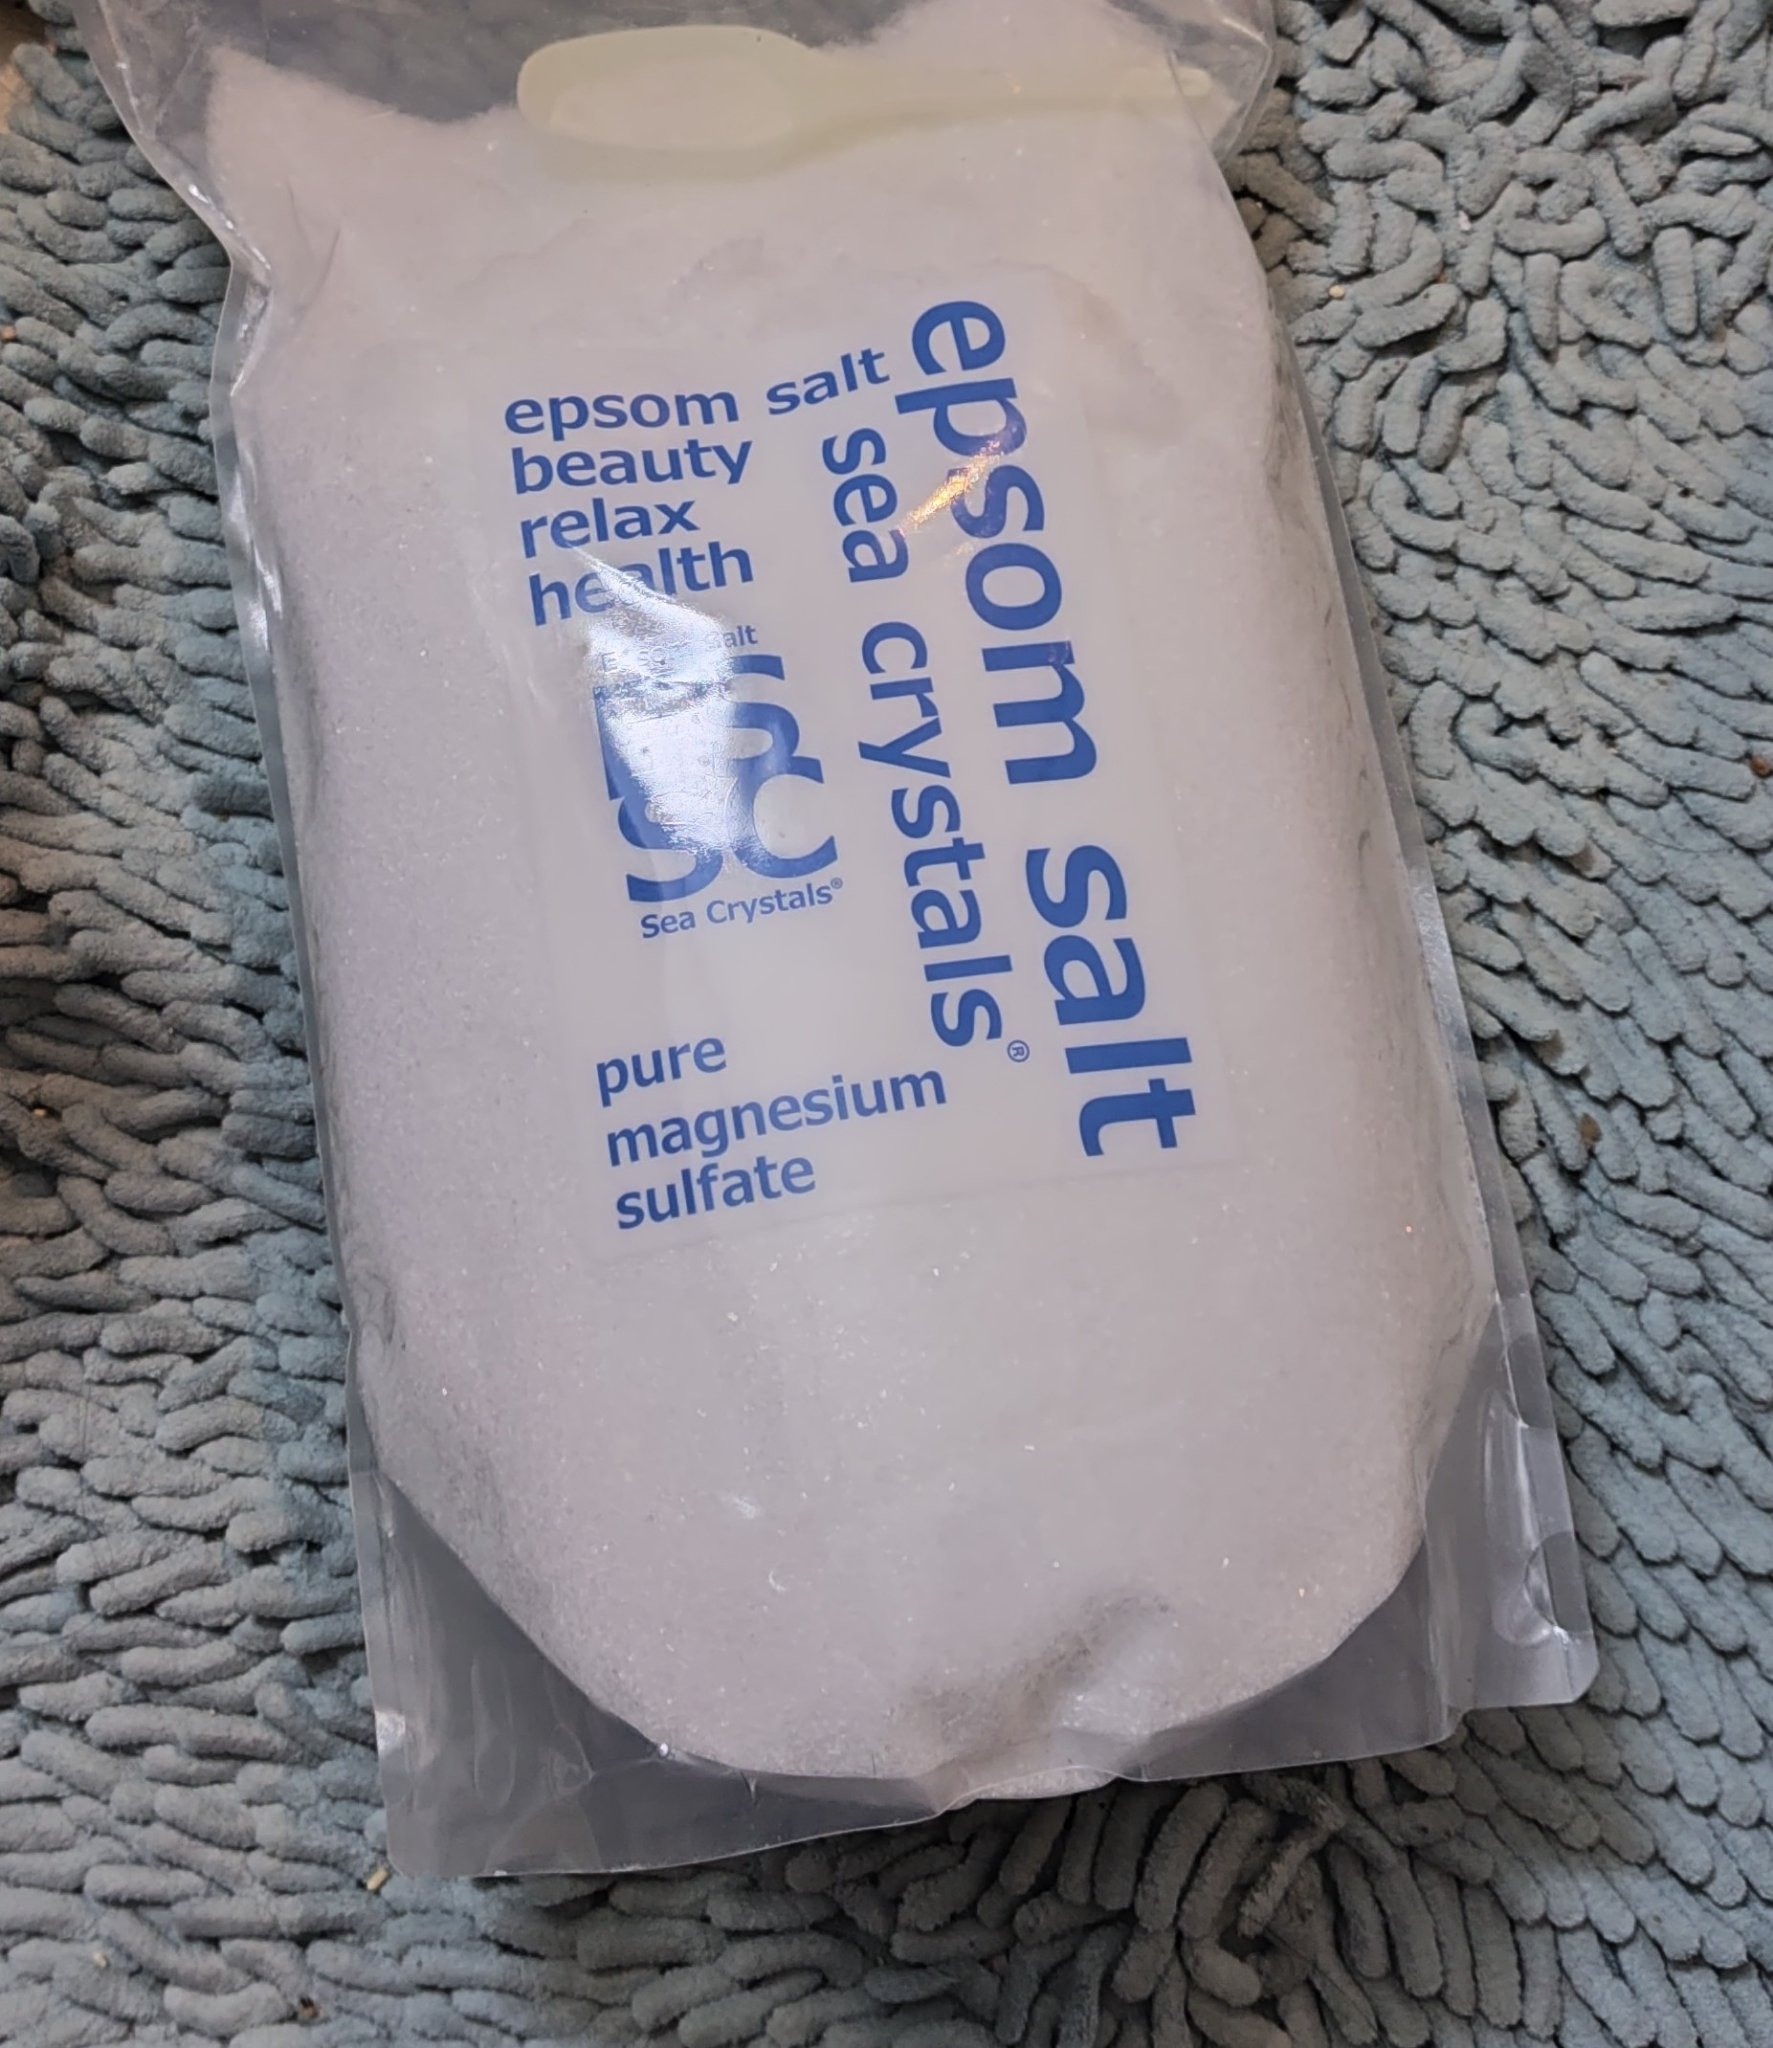 epsom salt
beauty
relax
health
Sea Crystals®
pure
magnesium
sulfate
sea crystals®
epsom salt